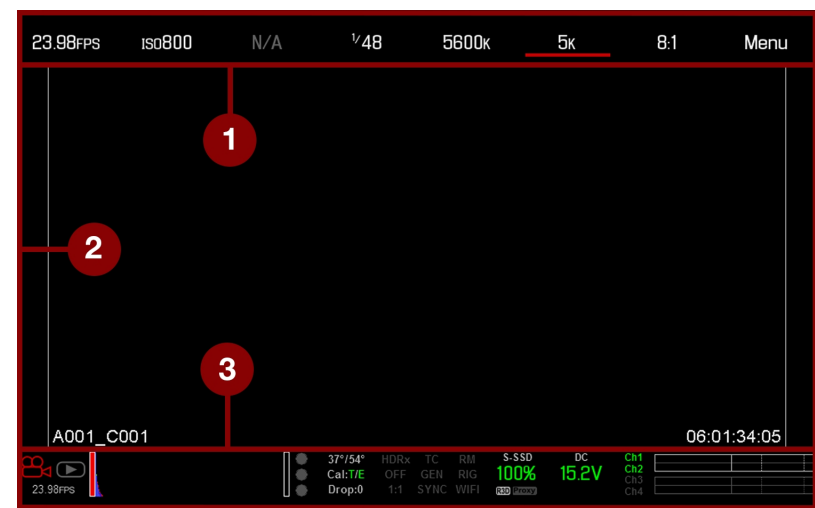 23.98FPS ISO800 N/A 1/48 5600K 5K 8:1 Menu
1
2
3
A001_C001 06:01:34:05
37°/54° HDRx TC RM S-SSD DC Ch1
Cal:T/E OFF GEN RIG 100% 15.2V Ch2
23.98FPS Drop:0 1:1 SYNC WIFI R3D Proxy Ch3
Ch4